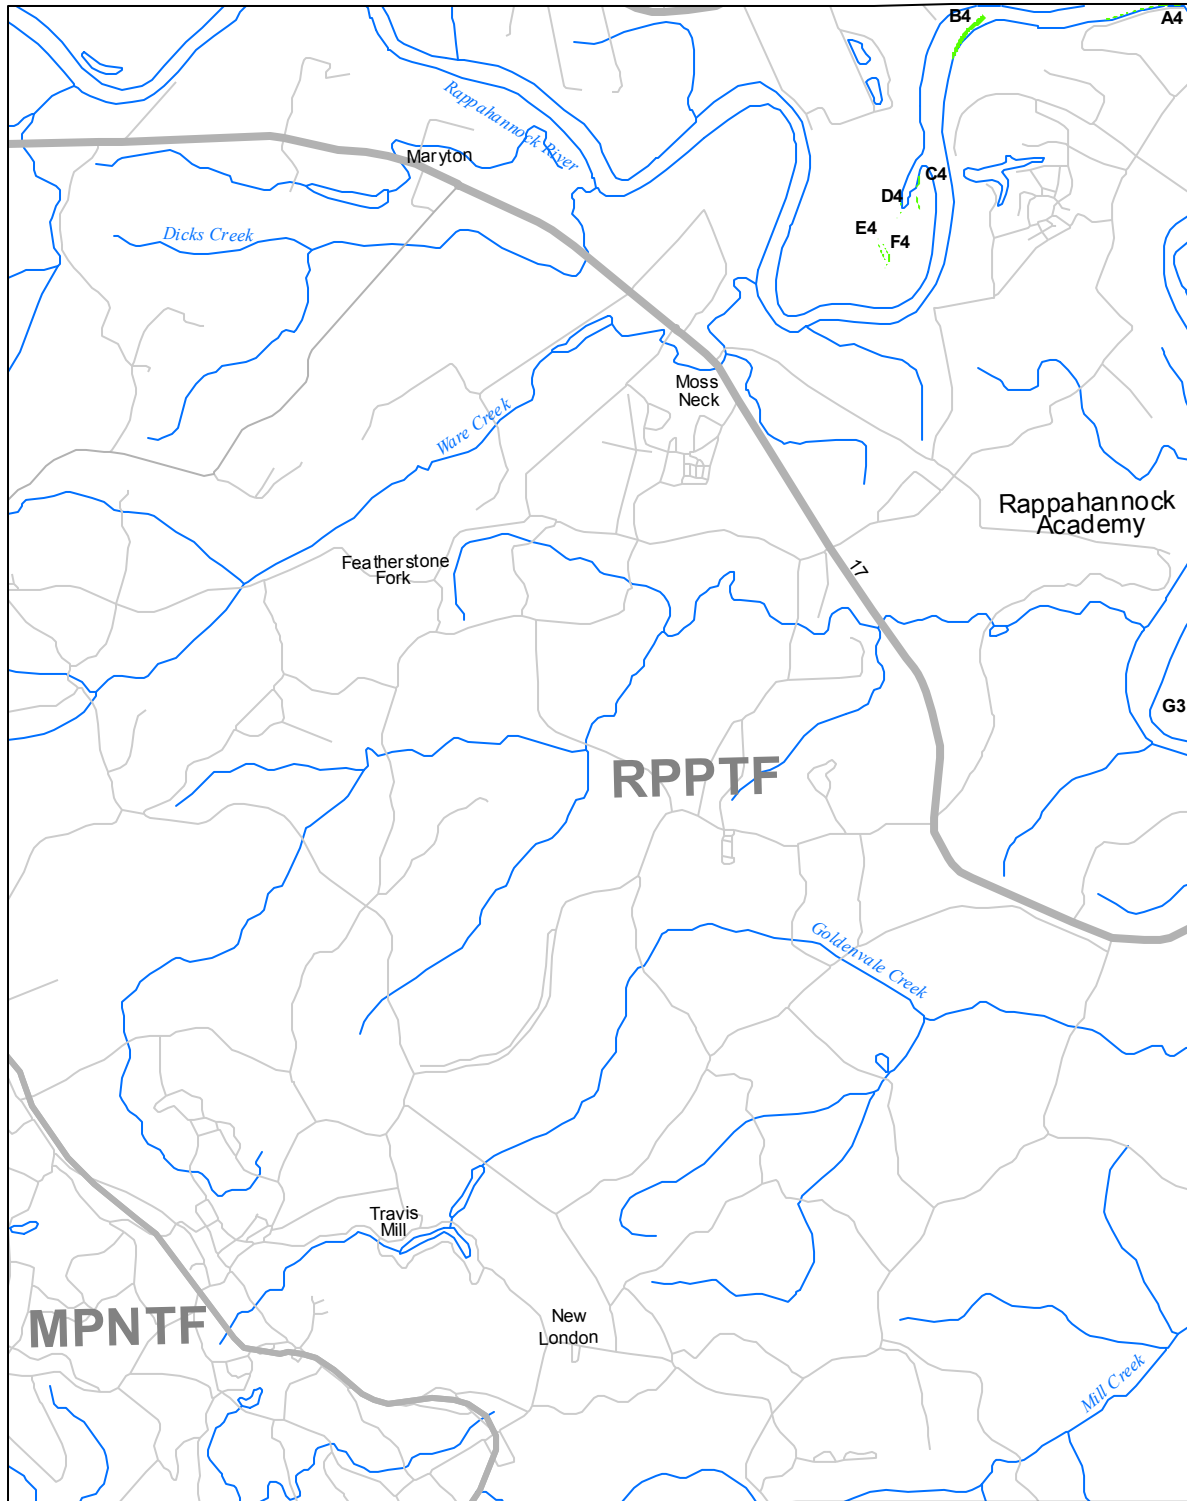 B4
A4
Rappahannock River
Maryton
C4
D4
E4
F4
Dicks Creek
Moss
Neck
Ware Creek
Rappahannock
Academy
Featherstone
Fork
17
G3
RPPTF
Goldenvale Creek
Travis
Mill
MPNTF
New
London
Mill Creek